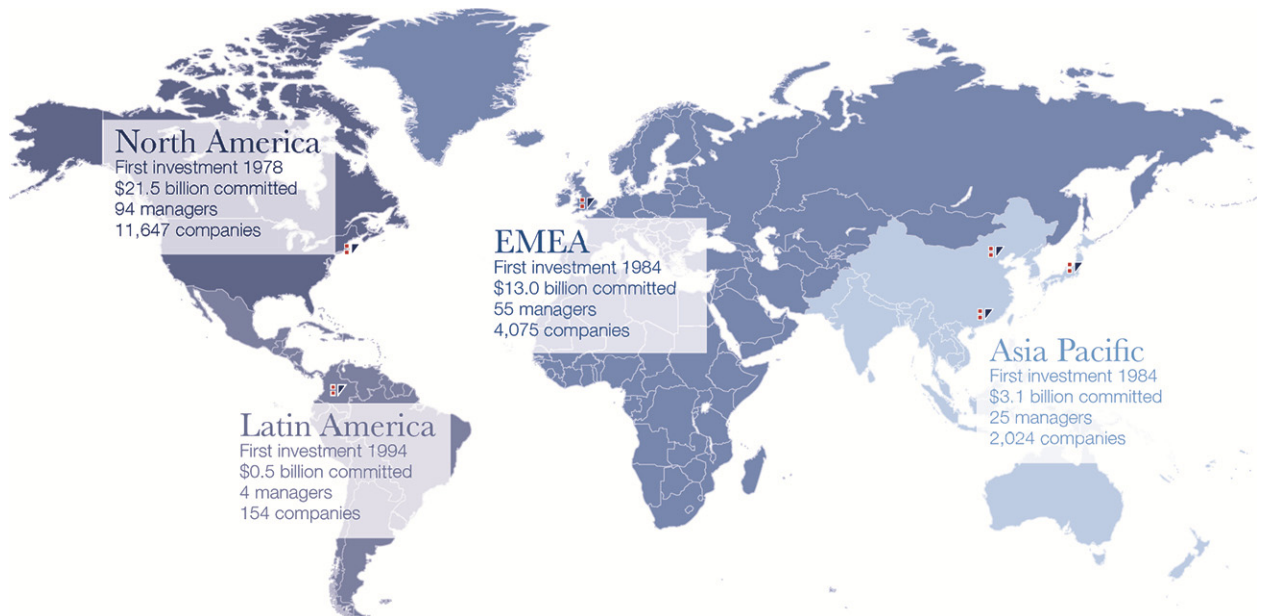 North America
First investment 1978
$21.5 billion committed
94 managers
11,647 companies
EMEA
First investment 1984
$13.0 billion committed
55 managers
4,075 companies
Asia Pacific
First investment 1984
$3.1 billion committed
25 managers
2,024 companies
Latin America
First investment 1994
$0.5 billion committed
4 managers
154 companies